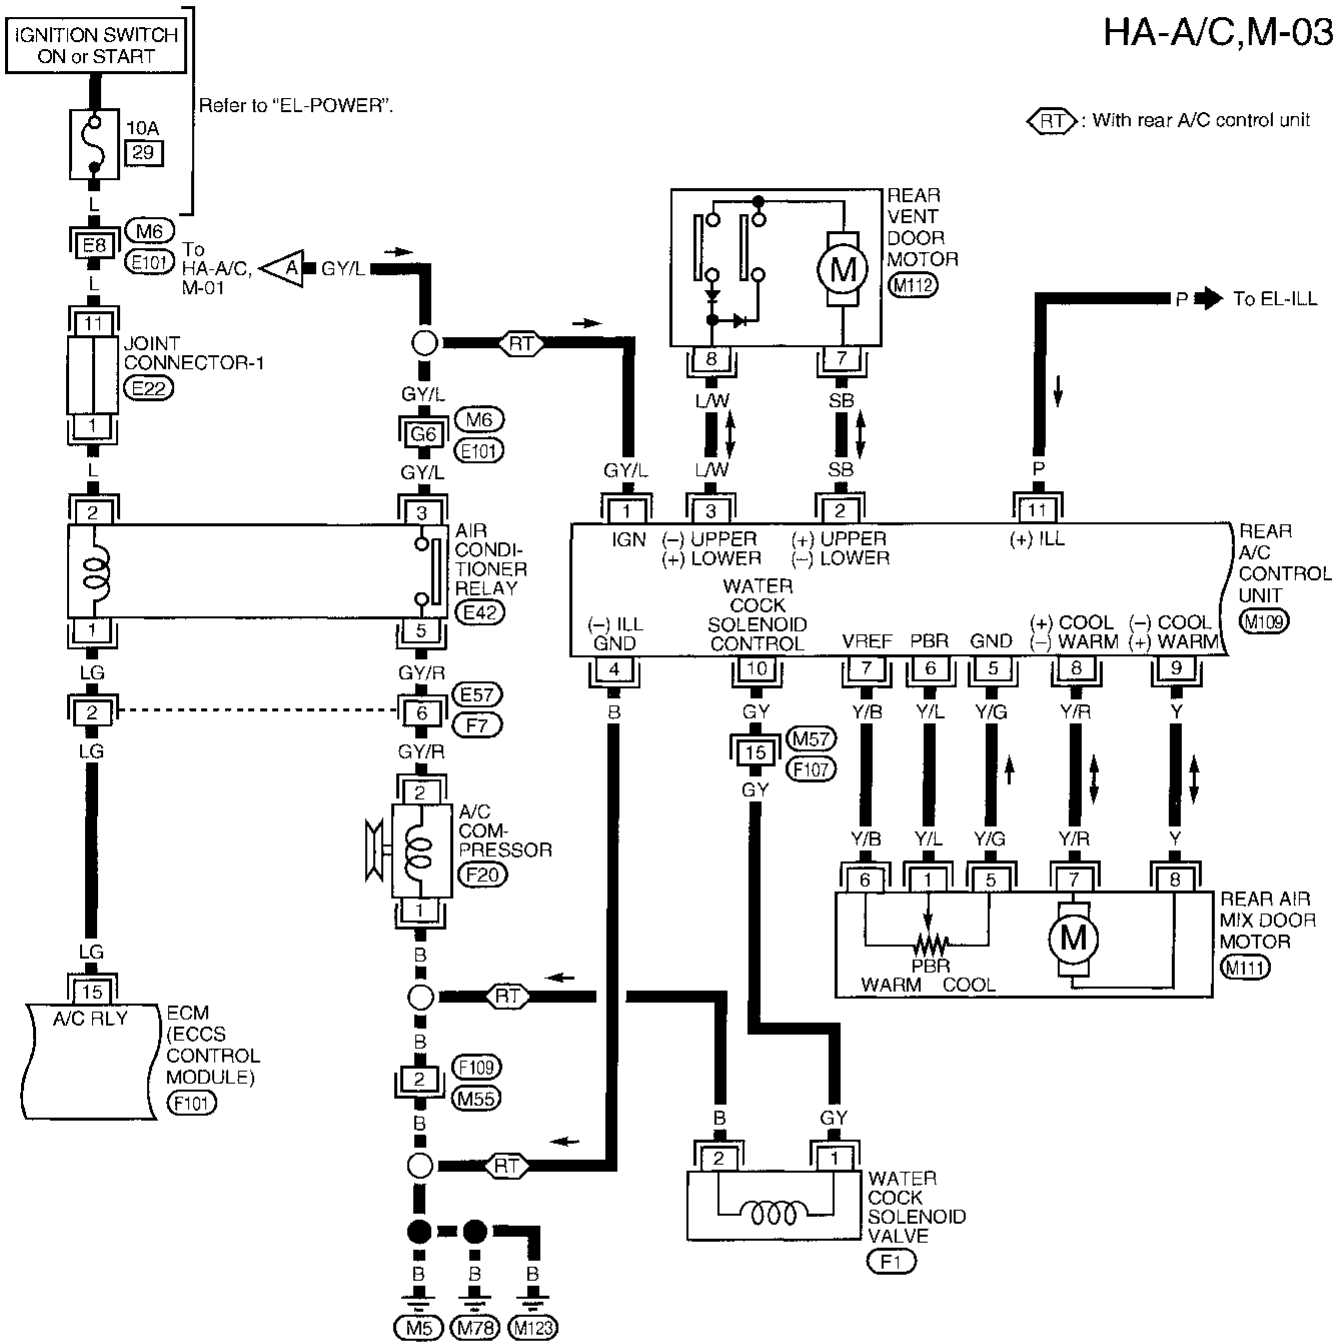 HA-A/C,M-03
IGNITION SWITCH
ON or START
Refer to "EL-POWER".
10A
29
RT : With rear A/C control unit
L
E8
M6
E101
To
HA-A/C,
M-01
A
GY/L
L
11
JOINT
CONNECTOR-1
E22
1
L
RT
GY/L
G6
M6
E101
GY/L
GY/L
REAR
VENT
DOOR
MOTOR
M112
M
8
7
L/W
SB
L/W
SB
P
To EL-ILL
P
2
3
AIR
CONDI-
TIONER
RELAY
E42
1
5
1
3
2
11
IGN
(–) UPPER
(+) LOWER
(+) UPPER
(–) LOWER
(+) ILL
REAR
A/C
CONTROL
UNIT
M109
WATER
COCK
SOLENOID
CONTROL
(–) ILL
GND
VREF
PBR
GND
(+) COOL
(–) WARM
(–) COOL
(+) WARM
4
10
7
6
5
8
9
LG
GY/R
2
6
E57
F7
LG
GY/R
B
GY
Y/B
Y/L
Y/G
Y/R
Y
15
M57
F107
GY
2
A/C
COM-
PRESSOR
F20
1
Y/B
Y/L
Y/G
Y/R
Y
6
1
5
7
8
REAR AIR
MIX DOOR
MOTOR
M111
M
PBR
WARM
COOL
LG
15
A/C RLY
ECM
(ECCS
CONTROL
MODULE)
F101
B
RT
B
2
F109
M55
B
RT
B
GY
2
1
WATER
COCK
SOLENOID
VALVE
F1
B
B
B
M5
M78
M123